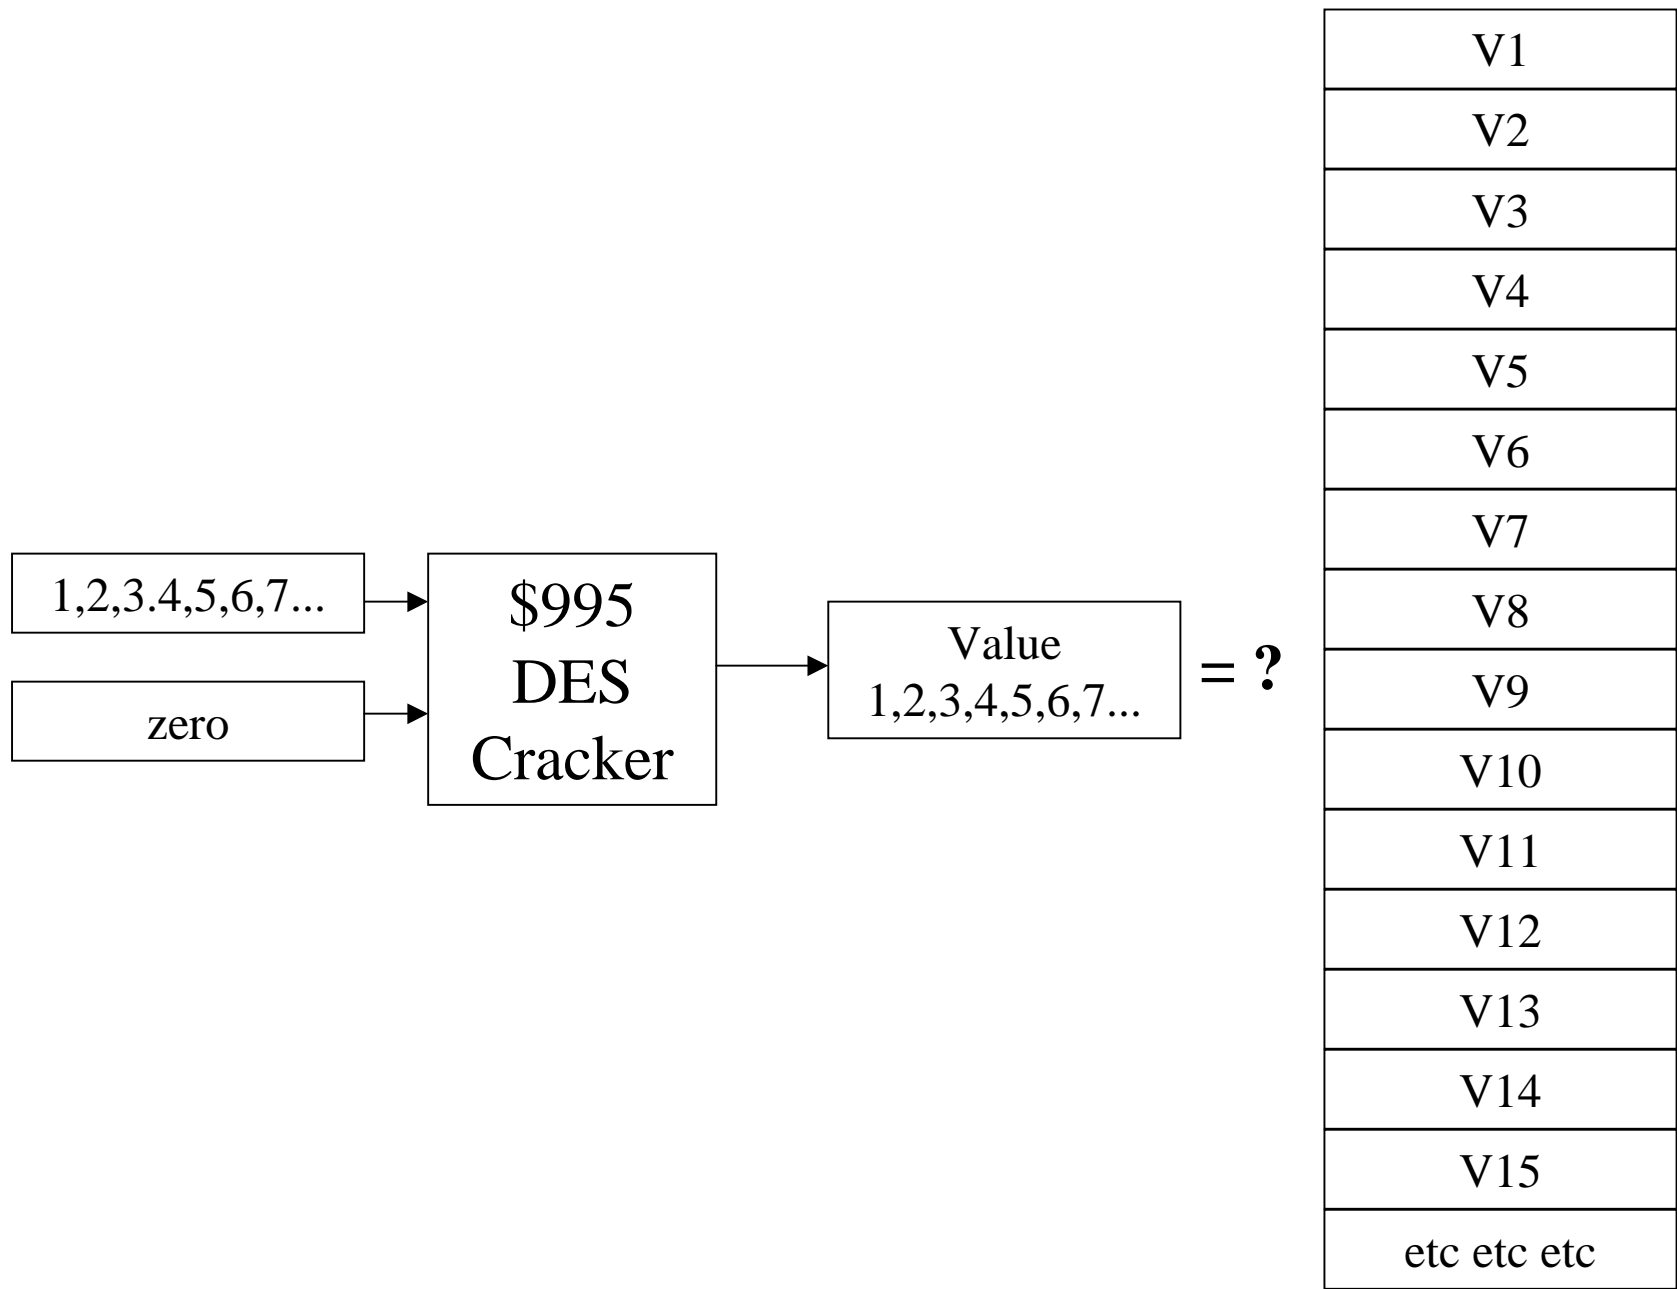 1,2,3.4,5,6,7...
zero
$995
DES
Cracker
Value
1,2,3,4,5,6,7...
= ?
V1
V2
V3
V4
V5
V6
V7
V8
V9
V10
V11
V12
V13
V14
V15
etc etc etc